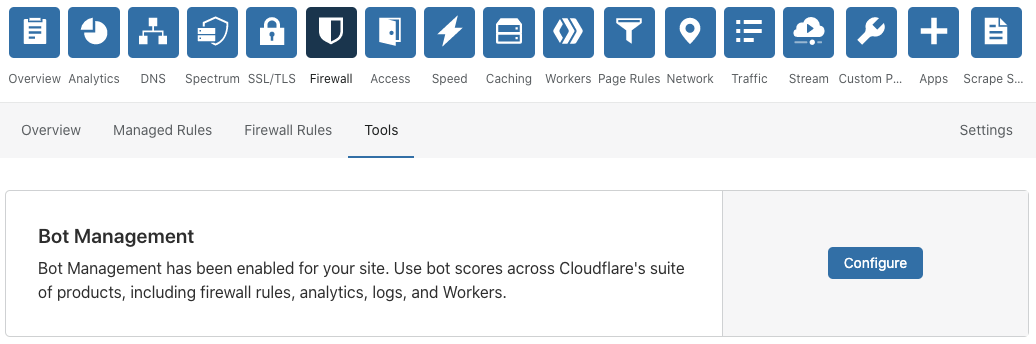 Overview Analytics DNS Spectrum SSL/TLS Firewall Access Speed Caching Workers Page Rules Network Traffic Stream Custom P... Apps Scrape S...
Overview Managed Rules Firewall Rules Tools Settings
Bot Management
Bot Management has been enabled for your site. Use bot scores across Cloudflare's suite
of products, including firewall rules, analytics, logs, and Workers.
Configure